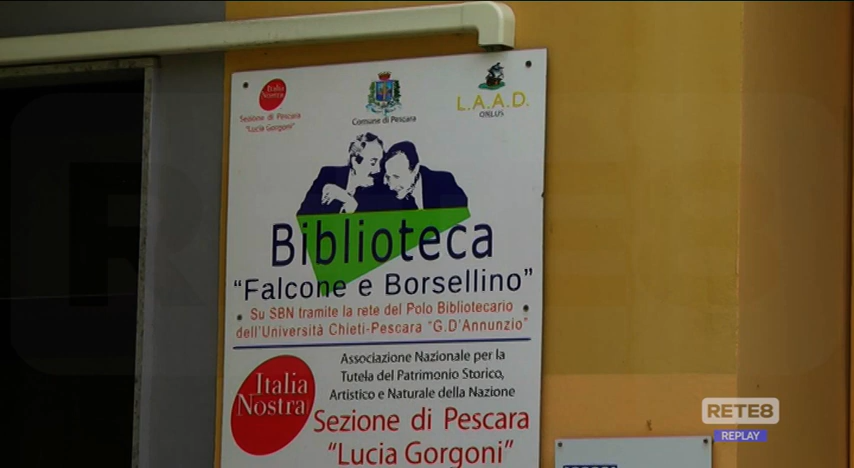 Italia
Nostra
Sezione di Pescara
"Lucia Gorgoni"
Comune di Pescara
L.A.A.D.
ONLUS
Biblioteca
“Falcone e Borsellino”
Su SBN tramite la rete del Polo Bibliotecario
dell'Università Chieti-Pescara "G.D'Annunzio"
Associazione Nazionale per la
Tutela del Patrimonio Storico,
Artistico e Naturale della Nazione
Italia
Nostra
Sezione di Pescara
"Lucia Gorgoni"
RETE8
REPLAY